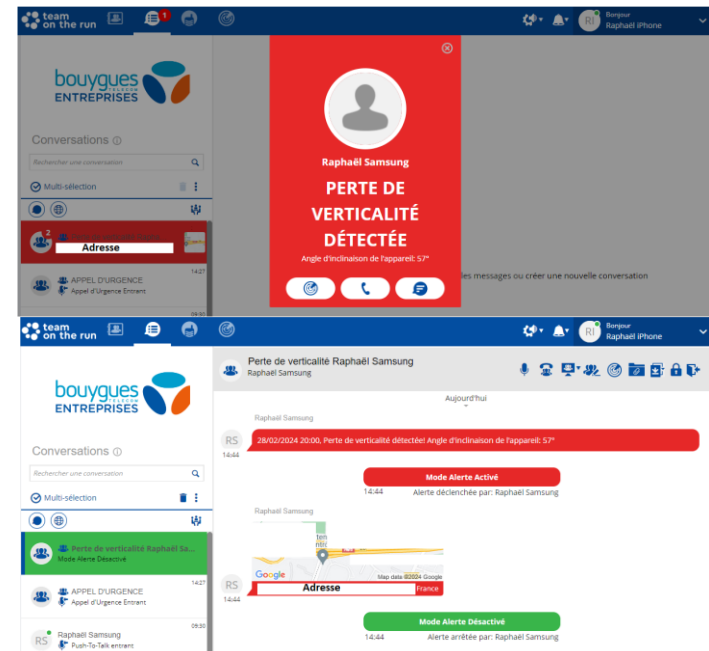 team
on the run
1
RI
Bonjour
Raphaël iPhone
bouygues
TELECOM
ENTREPRISES
Conversations
Rechercher une conversation
Multi-sélection
2
Adresse
14:27
APPEL D'URGENCE
Appel d'Urgence Entrant
09:30
Raphaël Samsung
PERTE DE
VERTICALITÉ
DÉTECTÉE
Angle d'inclinaison de l'appareil: 57°
les messages ou créer une nouvelle conversation
team
on the run
RI
Bonjour
Raphaël iPhone
bouygues
TELECOM
ENTREPRISES
Conversations
Rechercher une conversation
Multi-sélection
Perte de verticalité Raphaël Sa...
Mode Alerte Désactivé
14:27
APPEL D'URGENCE
Appel d'Urgence Entrant
09:30
RS
Raphaël Samsung
Push-To-Talk entrant
Perte de verticalité Raphaël Samsung
Raphaël Samsung
Aujourd'hui
Raphaël Samsung
RS
28/02/2024 20:00, Perte de verticalité détectée! Angle d'inclinaison de l'appareil: 57°
14:44
Mode Alerte Activé
14:44 Alerte déclenchée par: Raphaël Samsung
Raphaël Samsung
Google
Map data ©2024 Google
RS
Adresse
France
14:44
Mode Alerte Désactivé
14:44 Alerte arrêtée par: Raphaël Samsung